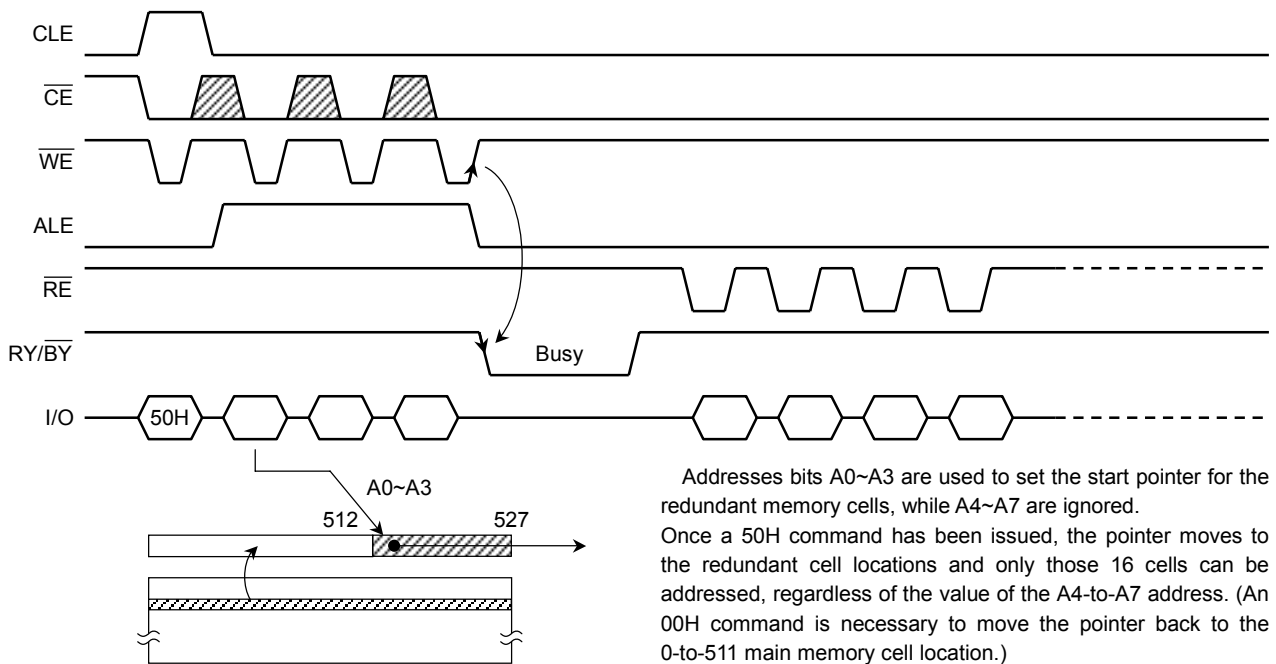 CLE
C̅E̅
W̅E̅
ALE
R̅E̅
RY/B̅Y̅
Busy
I/O
50H
A0~A3
512
527
Addresses bits A0~A3 are used to set the start pointer for the
redundant memory cells, while A4~A7 are ignored.
Once a 50H command has been issued, the pointer moves to
the redundant cell locations and only those 16 cells can be
addressed, regardless of the value of the A4-to-A7 address. (An
00H command is necessary to move the pointer back to the
0-to-511 main memory cell location.)